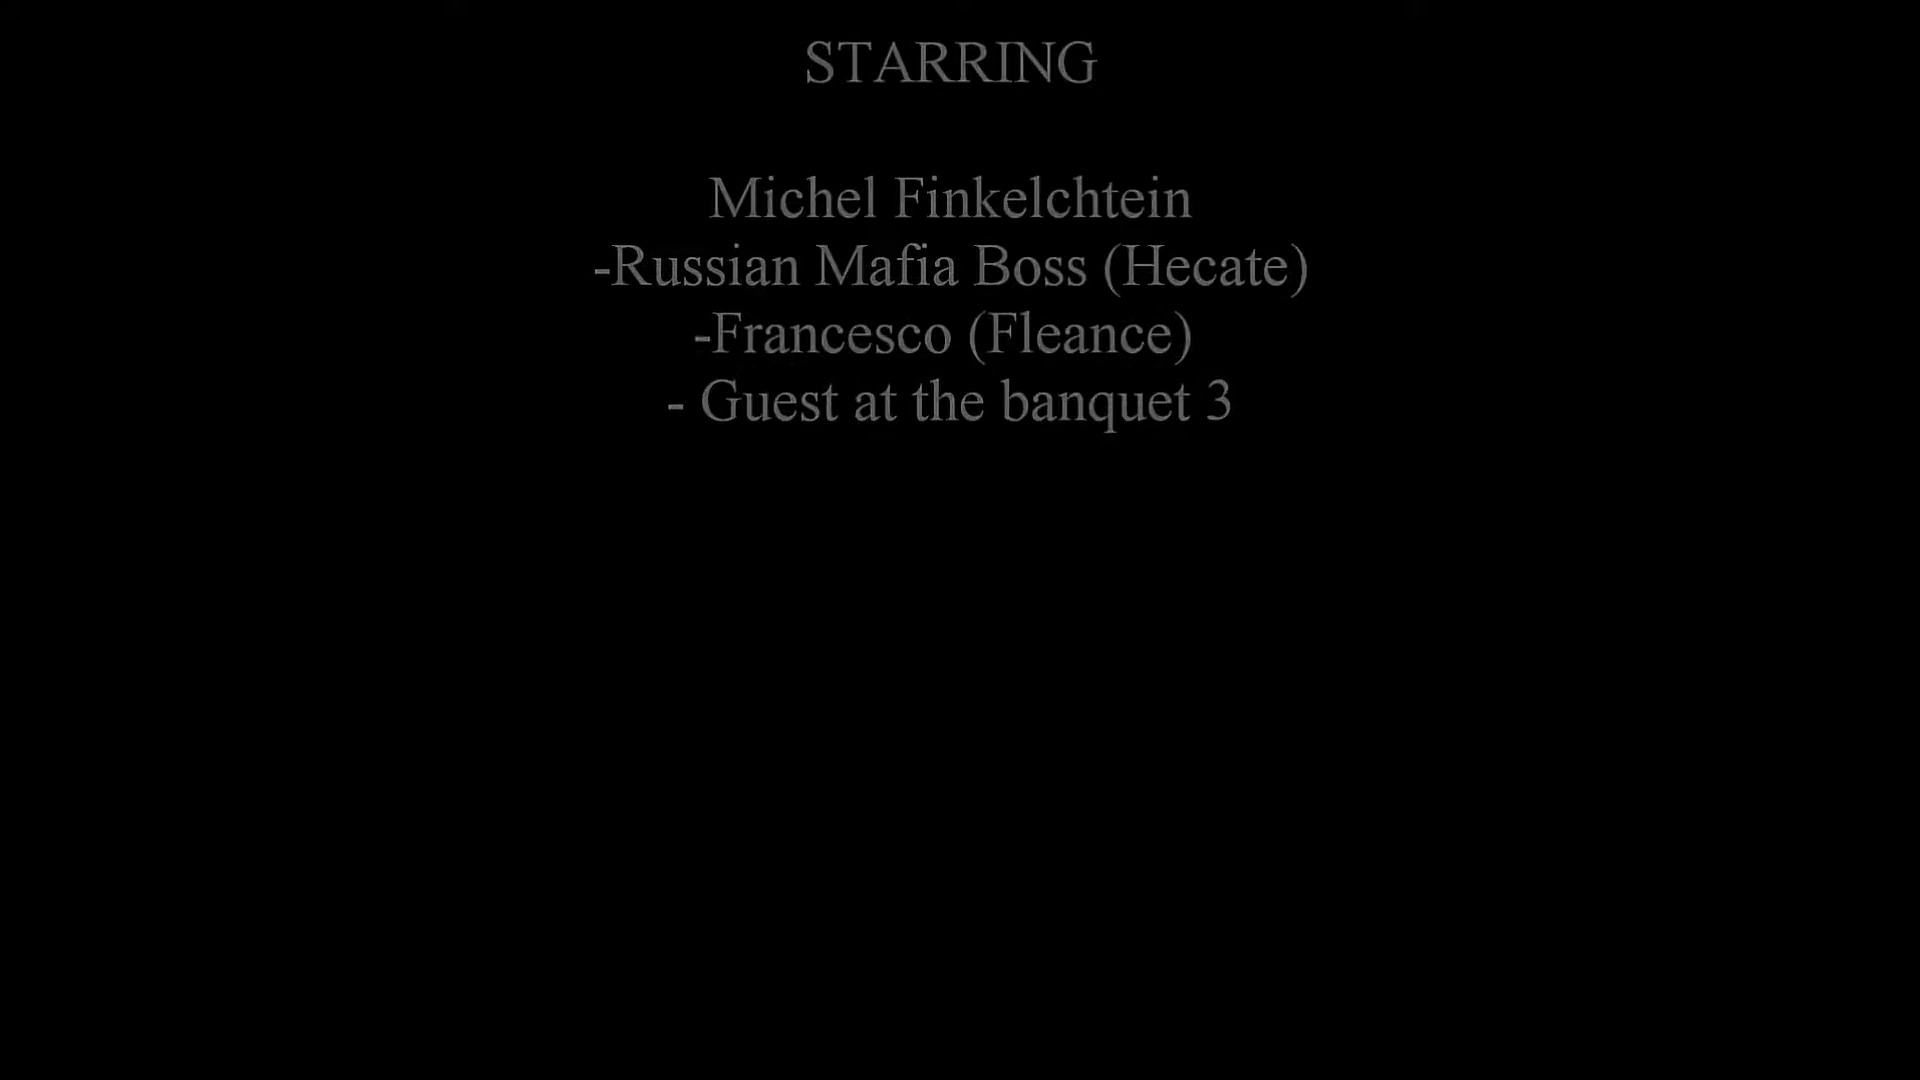 STARRING
Michel Finkelchtein
-Russian Mafia Boss (Hecate)
-Francesco (Fleance)
- Guest at the banquet 3